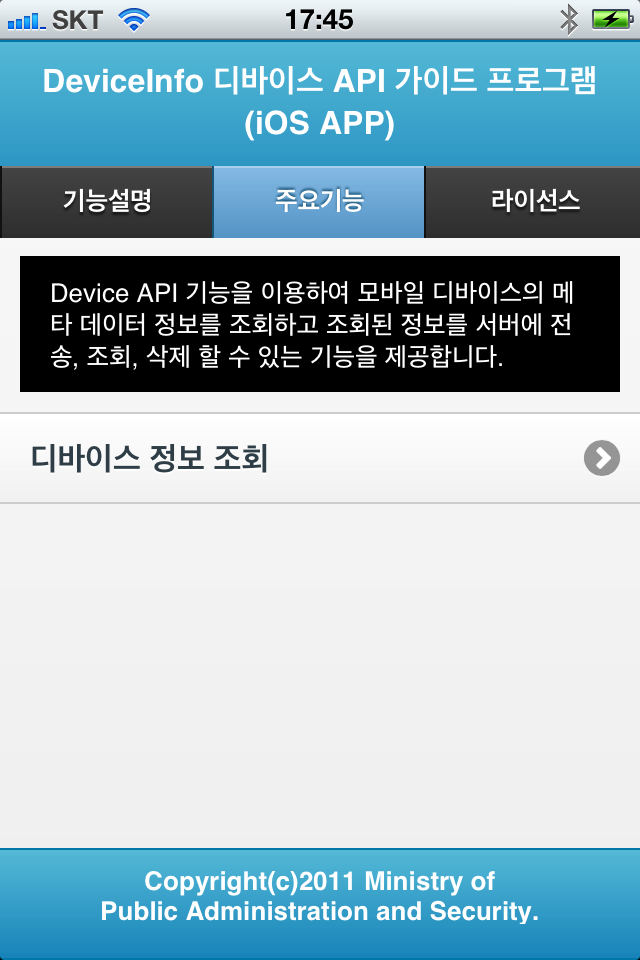 SKT 17:45
DeviceInfo 디바이스 API 가이드 프로그램
(iOS APP)
기능설명 주요기능 라이선스
Device API 기능을 이용하여 모바일 디바이스의 메
타 데이터 정보를 조회하고 조회된 정보를 서버에 전
송, 조회, 삭제 할 수 있는 기능을 제공합니다.
디바이스 정보 조회
Copyright(c)2011 Ministry of
Public Administration and Security.